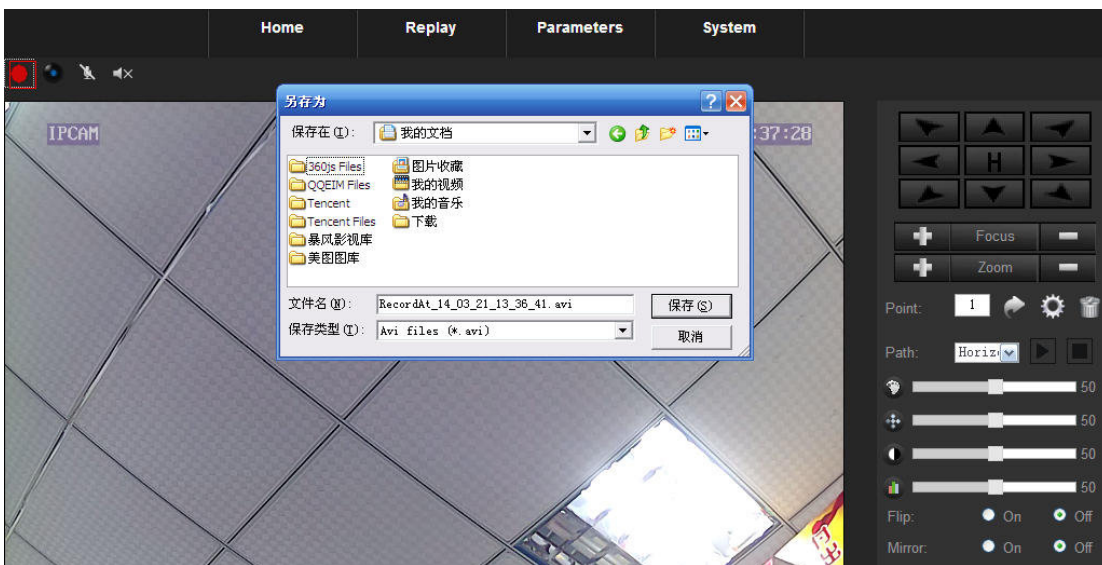 Home Replay Parameters System
另存为
IPCAM
:37:28
保存在(I):
我的文档
360js Files
QQEIM Files
Tencent
Tencent Files
暴风影视库
美图图库
图片收藏
我的视频
我的音乐
下载
文件名(N):
RecordAt_14_03_21_13_36_41.avi
保存(S)
保存类型(T):
Avi files (*.avi)
取消
H
Focus
Zoom
Point: 1
Path: Horiz
50
50
50
50
Flip: On Off
Mirror: On Off